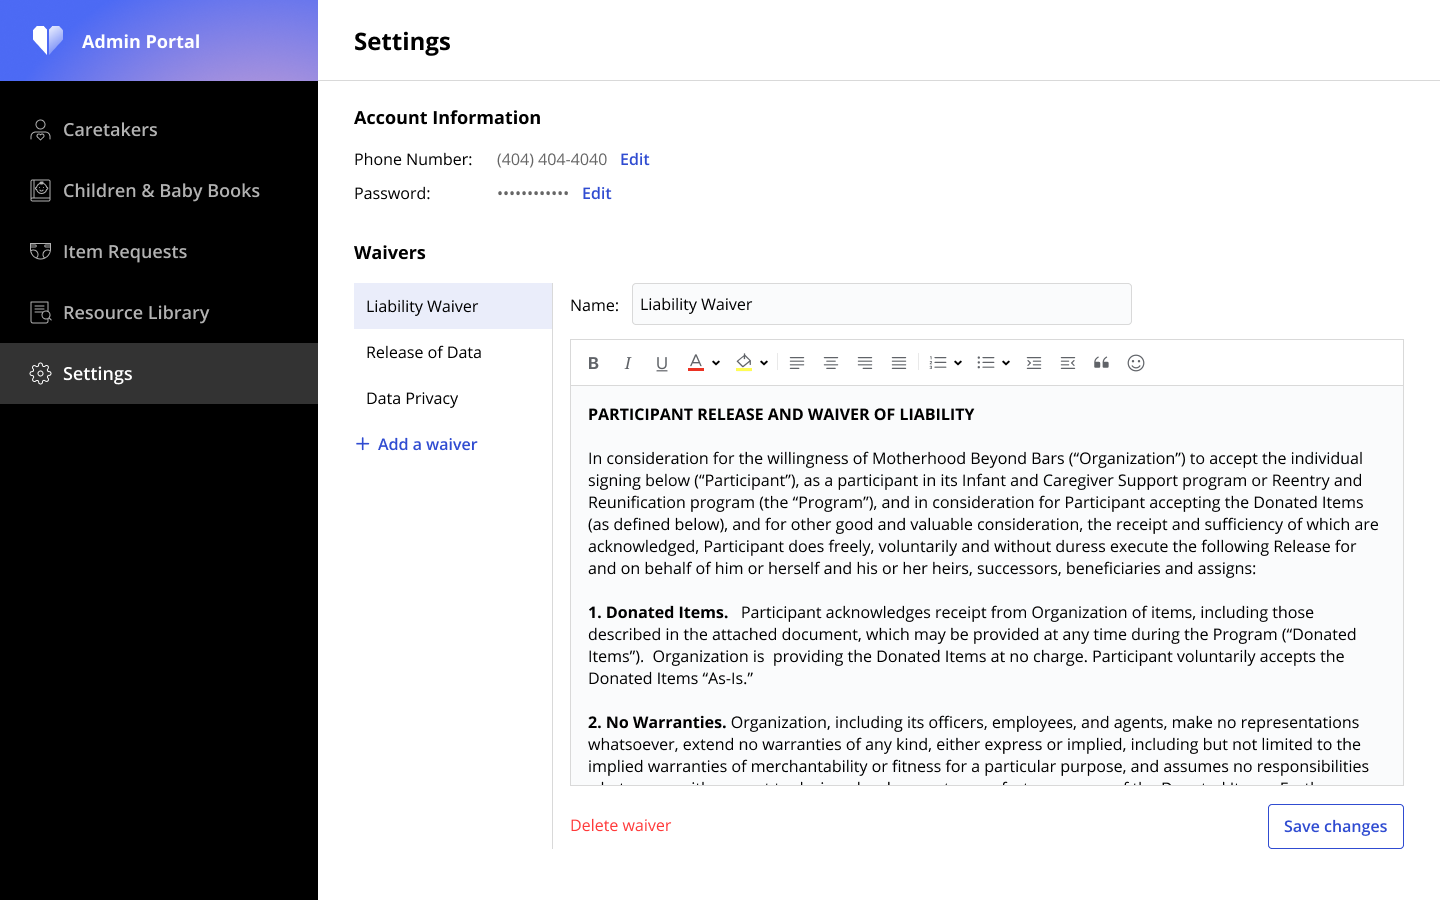 Admin Portal
Settings
Caretakers
Children & Baby Books
Item Requests
Resource Library
Settings
Account Information
Phone Number: (404) 404-4040 Edit
Password: •••••••••••• Edit
Waivers
Liability Waiver
Release of Data
Data Privacy
+ Add a waiver
Name: Liability Waiver
B I U A
PARTICIPANT RELEASE AND WAIVER OF LIABILITY
In consideration for the willingness of Motherhood Beyond Bars (“Organization”) to accept the individual
signing below (“Participant”), as a participant in its Infant and Caregiver Support program or Reentry and
Reunification program (the “Program”), and in consideration for Participant accepting the Donated Items
(as defined below), and for other good and valuable consideration, the receipt and sufficiency of which are
acknowledged, Participant does freely, voluntarily and without duress execute the following Release for
and on behalf of him or herself and his or her heirs, successors, beneficiaries and assigns:
1. Donated Items.   Participant acknowledges receipt from Organization of items, including those
described in the attached document, which may be provided at any time during the Program (“Donated
Items”).  Organization is  providing the Donated Items at no charge. Participant voluntarily accepts the
Donated Items “As-Is.”
2. No Warranties. Organization, including its officers, employees, and agents, make no representations
whatsoever, extend no warranties of any kind, either express or implied, including but not limited to the
implied warranties of merchantability or fitness for a particular purpose, and assumes no responsibilities
Delete waiver
Save changes